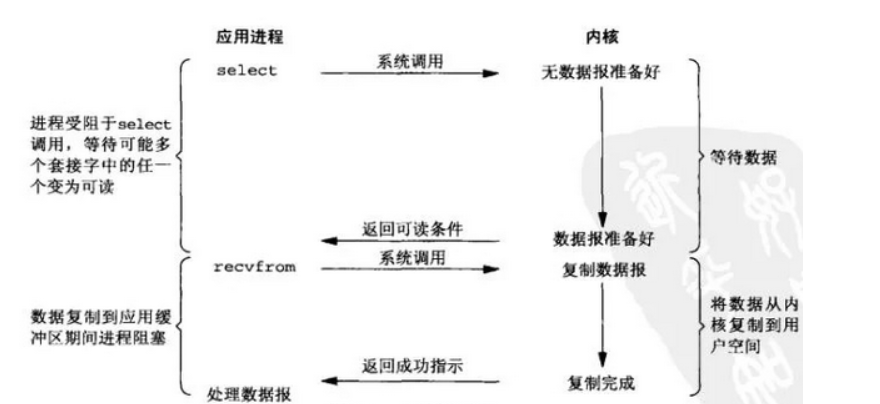 应用进程
内核
select
系统调用
无数据报准备好
进程受阻于select
调用，等待可能多
个套接字中的任一
个变为可读
等待数据
返回可读条件
数据报准备好
recvfrom
系统调用
复制数据报
数据复制到应用缓
冲区期间进程阻塞
将数据从内
核复制到用
户空间
返回成功指示
复制完成
处理数据报